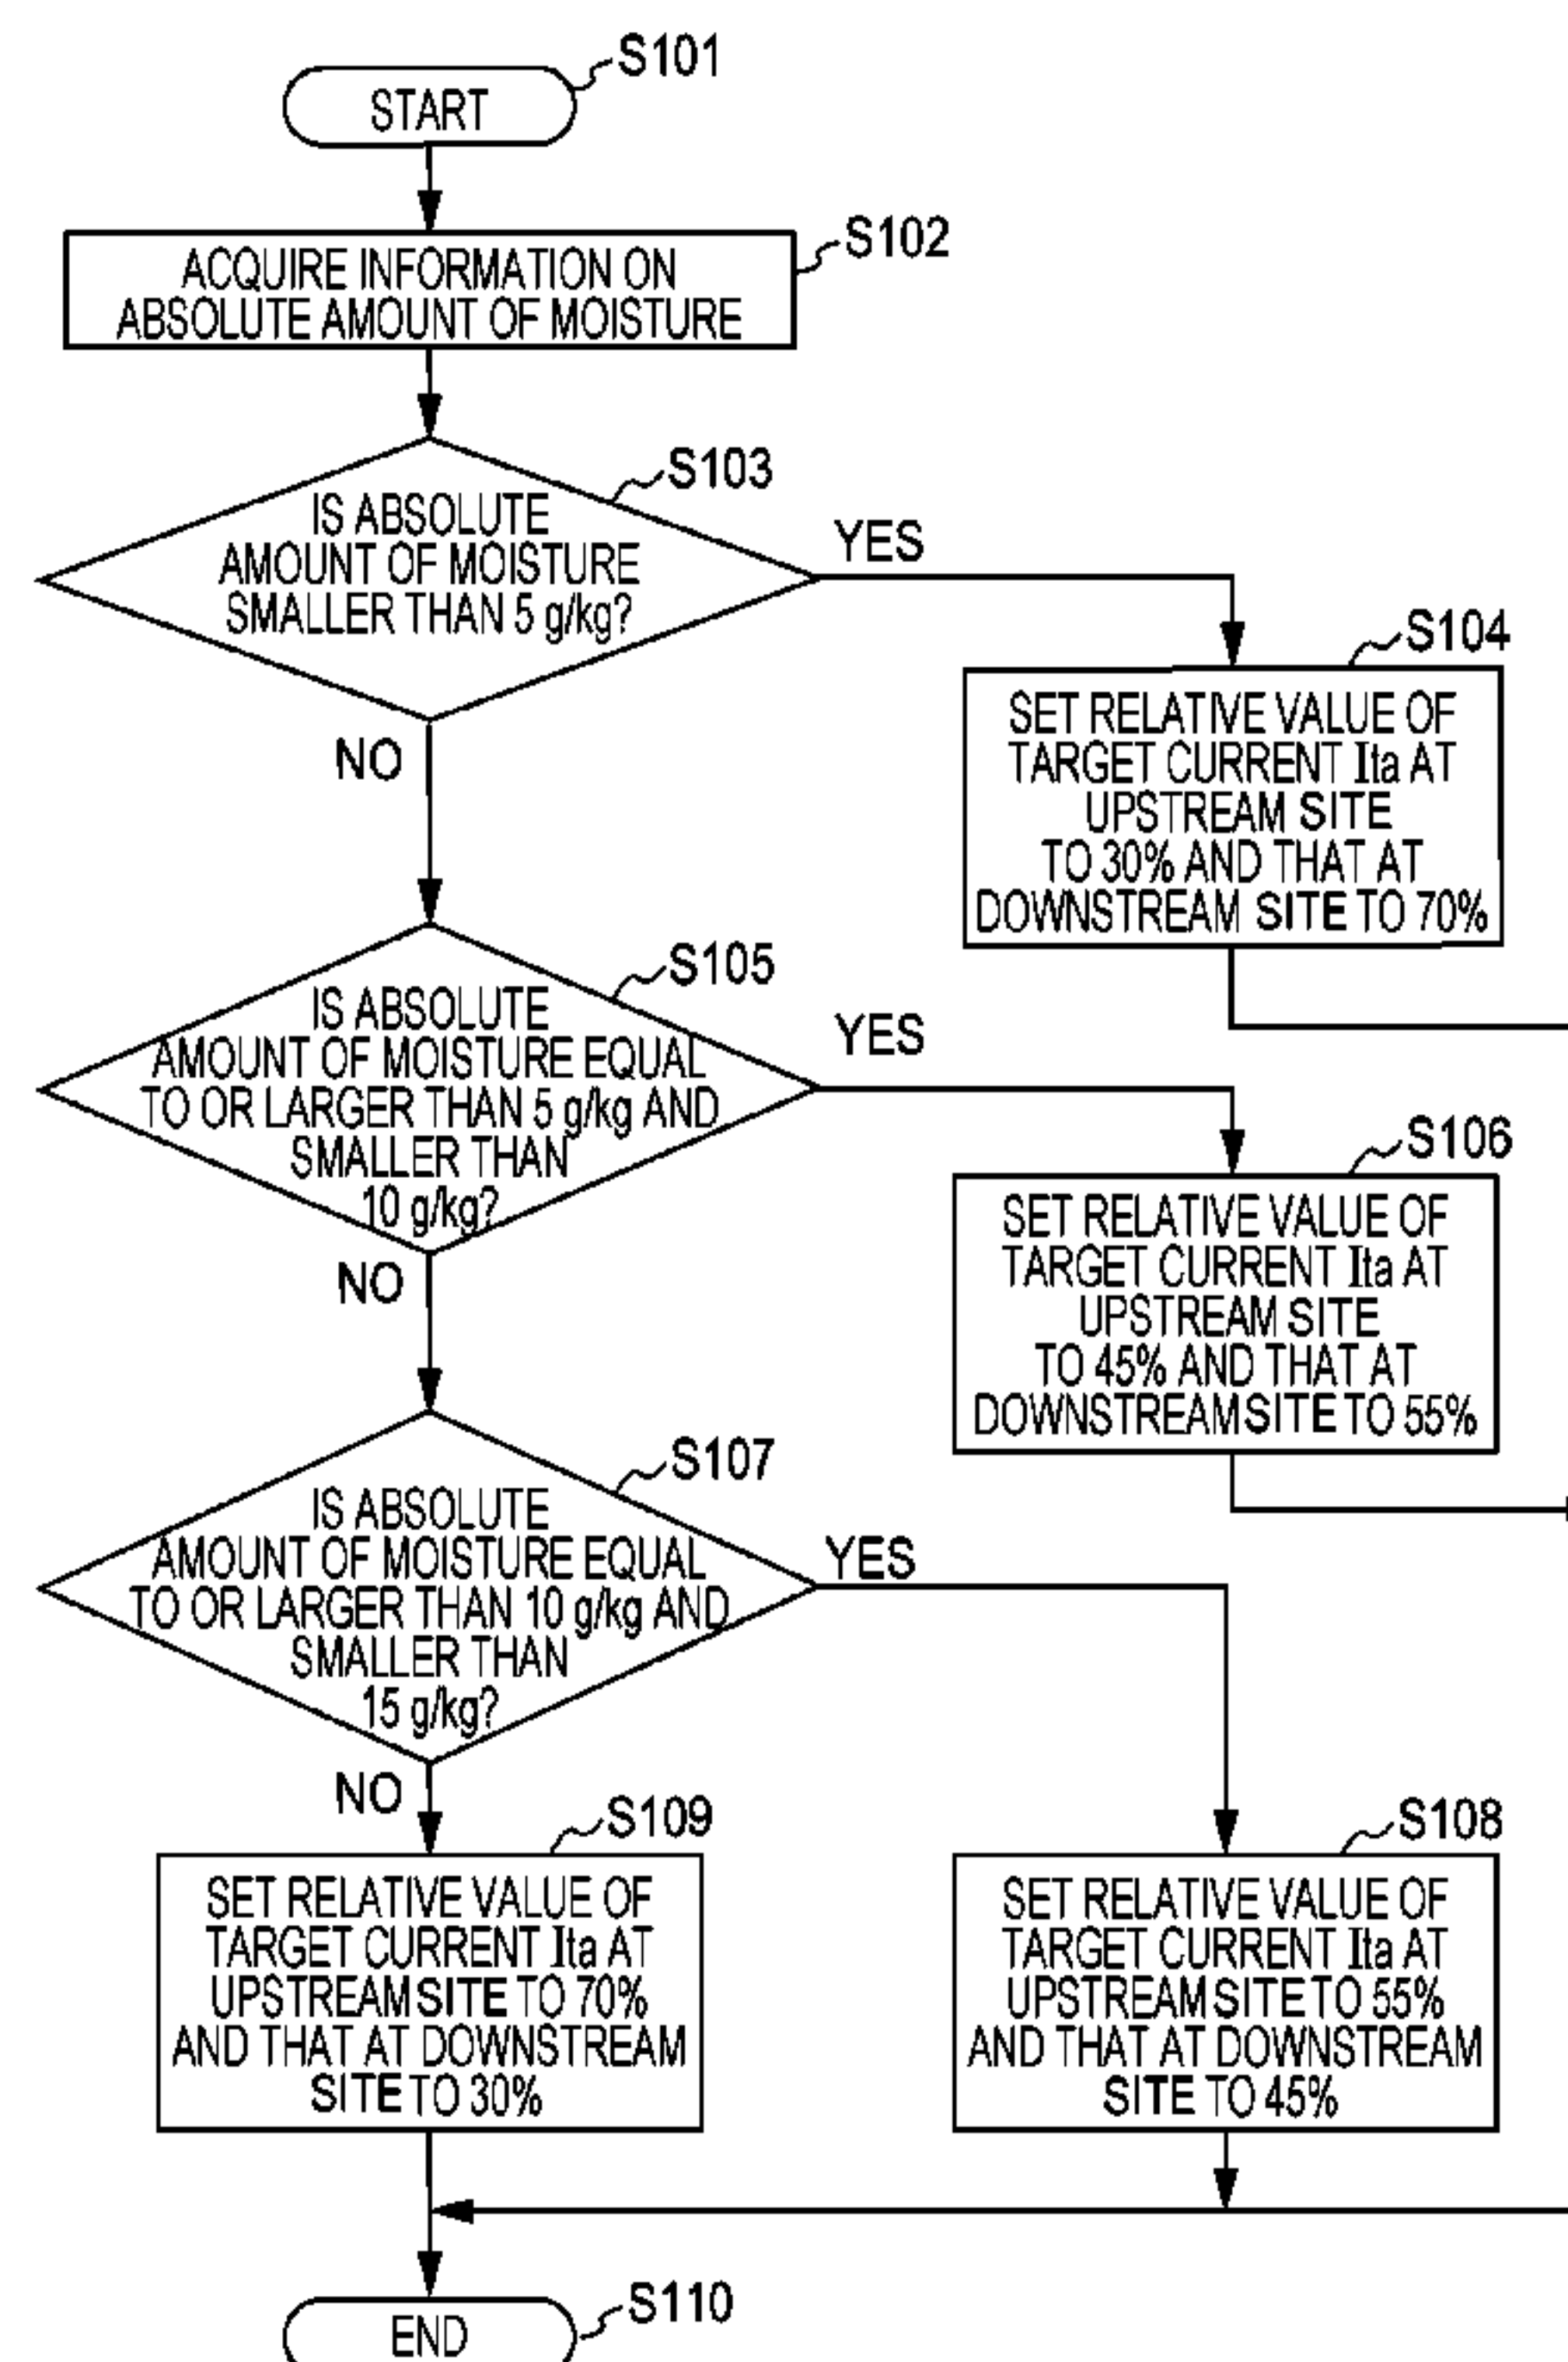 S101
START
S102
ACQUIRE INFORMATION ON
ABSOLUTE AMOUNT OF MOISTURE
S103
IS ABSOLUTE
AMOUNT OF MOISTURE
SMALLER THAN 5 g/kg?
YES
NO
S104
SET RELATIVE VALUE OF
TARGET CURRENT Ita AT
UPSTREAM SITE
TO 30% AND THAT AT
DOWNSTREAM SITE TO 70%
S105
IS ABSOLUTE
AMOUNT OF MOISTURE EQUAL
TO OR LARGER THAN 5 g/kg AND
SMALLER THAN
10 g/kg?
YES
NO
S106
SET RELATIVE VALUE OF
TARGET CURRENT Ita AT
UPSTREAM SITE
TO 45% AND THAT AT
DOWNSTREAM SITE TO 55%
S107
IS ABSOLUTE
AMOUNT OF MOISTURE EQUAL
TO OR LARGER THAN 10 g/kg AND
SMALLER THAN
15 g/kg?
YES
NO
S109
SET RELATIVE VALUE OF
TARGET CURRENT Ita AT
UPSTREAM SITE TO 70%
AND THAT AT DOWNSTREAM
SITE TO 30%
S108
SET RELATIVE VALUE OF
TARGET CURRENT Ita AT
UPSTREAM SITE TO 55%
AND THAT AT DOWNSTREAM
SITE TO 45%
S110
END